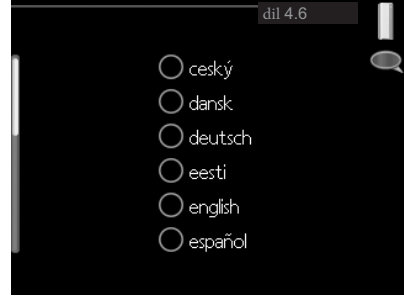 dil 4.6
ceský
dansk
deutsch
eesti
english
español